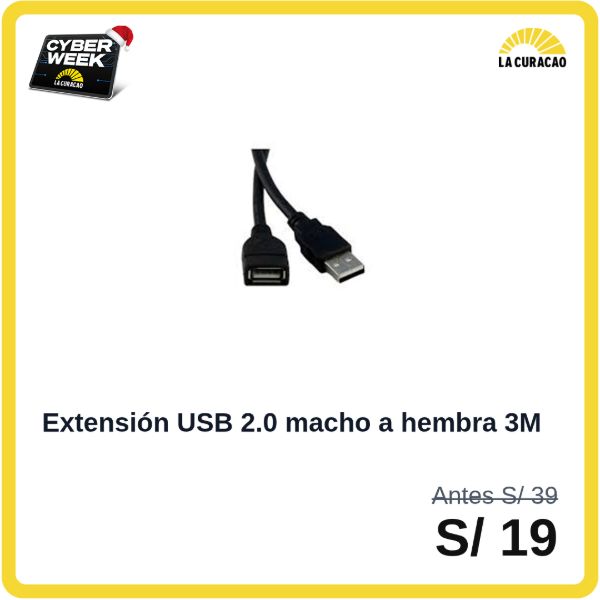 CYBER
WEEK
LA CURACAO
LA CURACAO
Extensión USB 2.0 macho a hembra 3M
Antes S/ 39
S/ 19